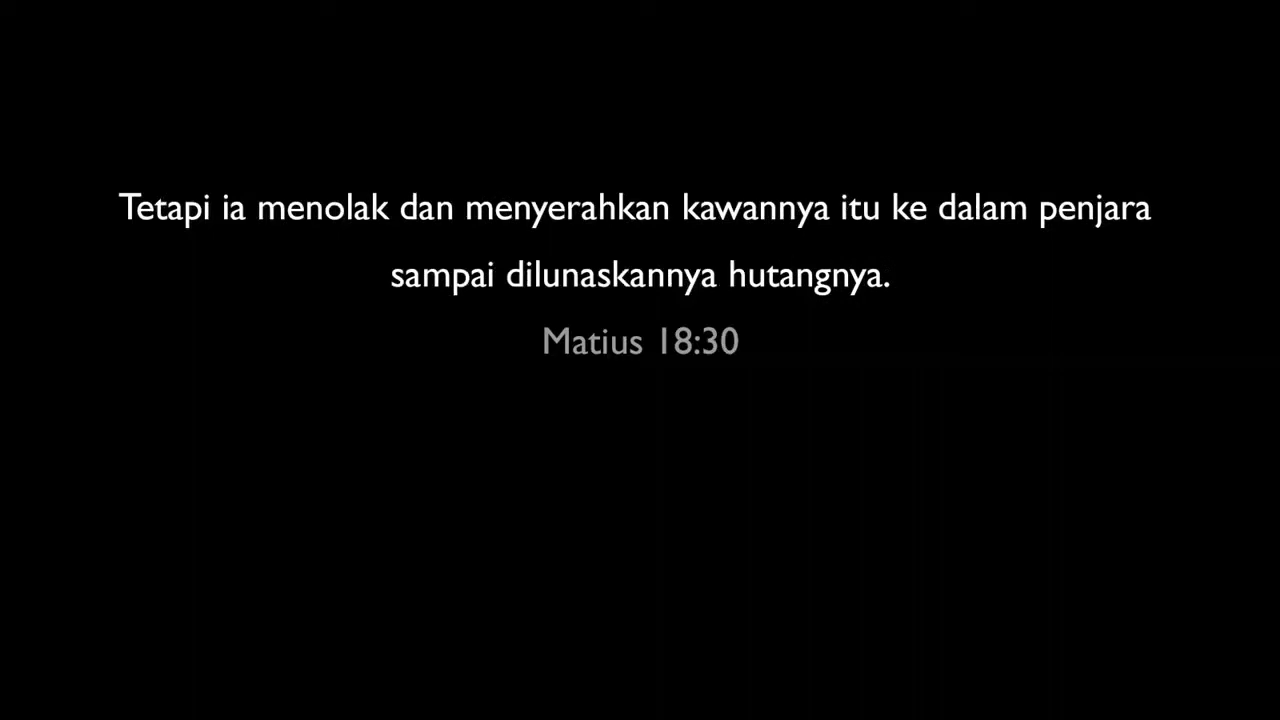 Tetapi ia menolak dan menyerahkan kawannya itu ke dalam penjara
sampai dilunaskannya hutangnya.
Matius 18:30